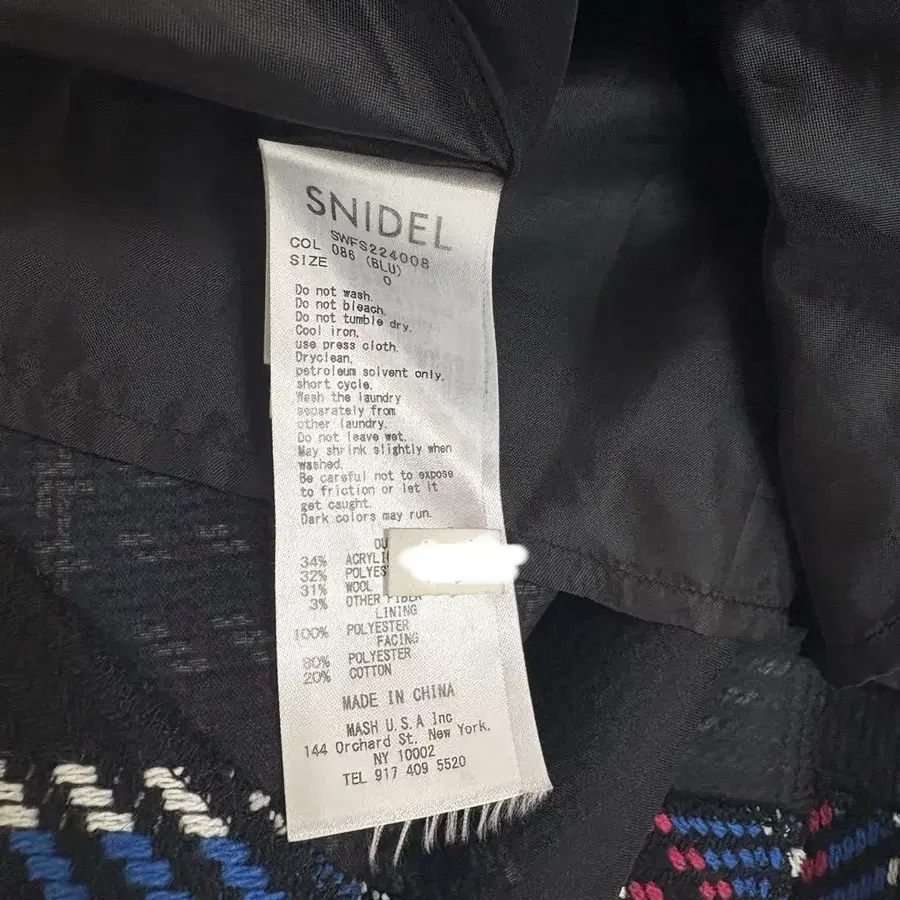 SNIDEL
SWFS224008
COL 086 (BLU)
SIZE 0
Do not wash.
Do not bleach.
Do not tumble dry.
Cool iron,
use press cloth.
Dryclean,
petroleum solvent only,
short cycle.
Wash the laundry
separately from
other laundry.
Do not leave wet.
May shrink slightly when
washed.
Be careful not to expose
to friction or let it
get caught.
Dark colors may run.
34% ACRYLI
32% POLYES
31% WOOL
3% OTHER FIBER
LINING
100% POLYESTER
FACING
80% POLYESTER
20% COTTON
MADE IN CHINA
MASH U.S.A Inc
144 Orchard St. New York,
NY 10002
TEL 917 409 5520